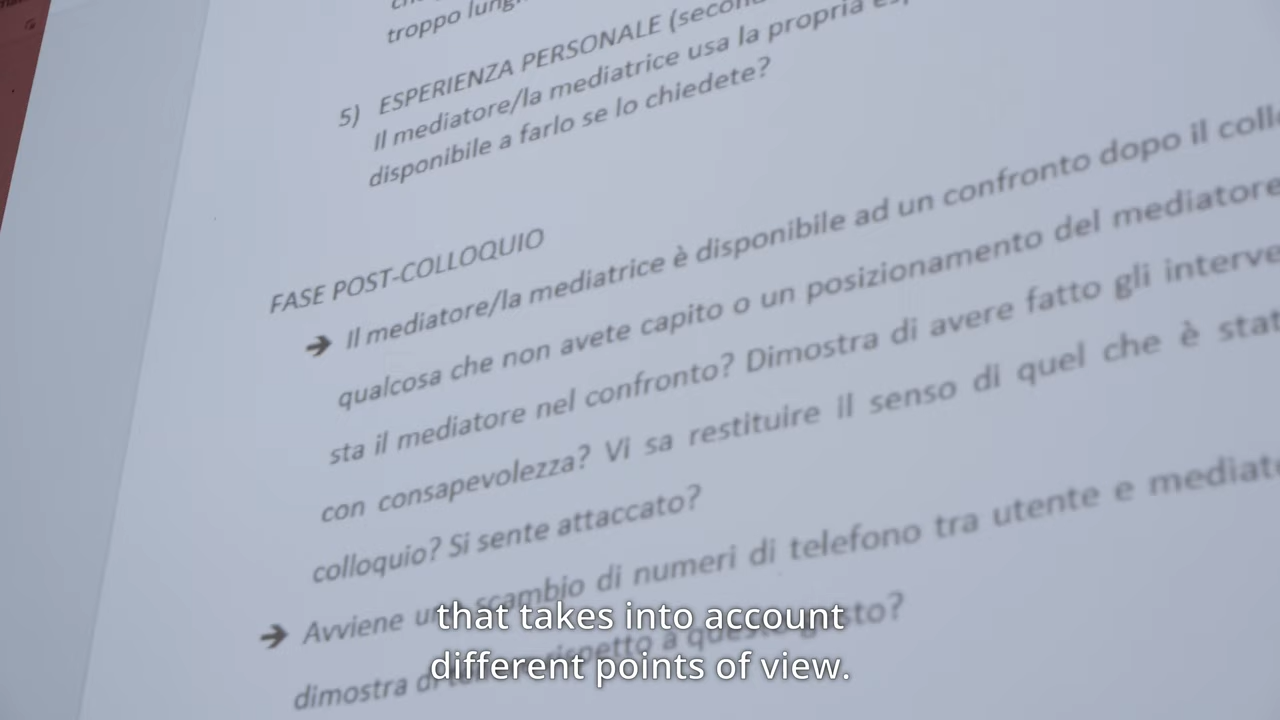 troppo
5) ESPERIENZA PERSONALE
Il mediatore/la mediatrice usa la propria
disponibile a farlo se lo chiedete?
FASE POST-COLLOQUIO
➔ Il mediatore/la mediatrice è disponibile ad un confronto dopo il
qualcosa che non avete capito o un posizionamento del mediatore
sta il mediatore nel confronto? Dimostra di avere fatto gli
con consapevolezza? Vi sa restituire il senso di quel che è
colloquio? Si sente attaccato?
➔ Avviene scambio di numeri di telefono tra utente e
dimostra
that takes into account
different points of view.